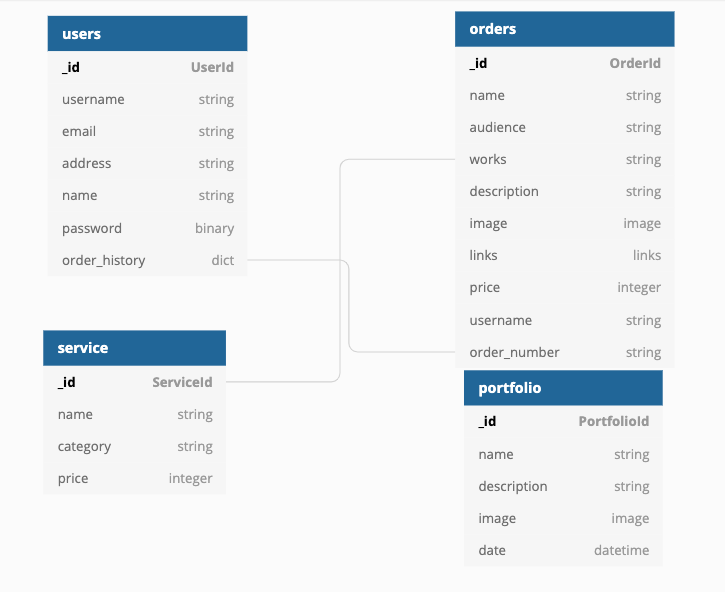 users
_id UserId
username string
email string
address string
name string
password binary
order_history dict
orders
_id OrderId
name string
audience string
works string
description string
image image
links links
price integer
username string
order_number string
service
_id ServiceId
name string
category string
price integer
portfolio
_id PortfolioId
name string
description string
image image
date datetime